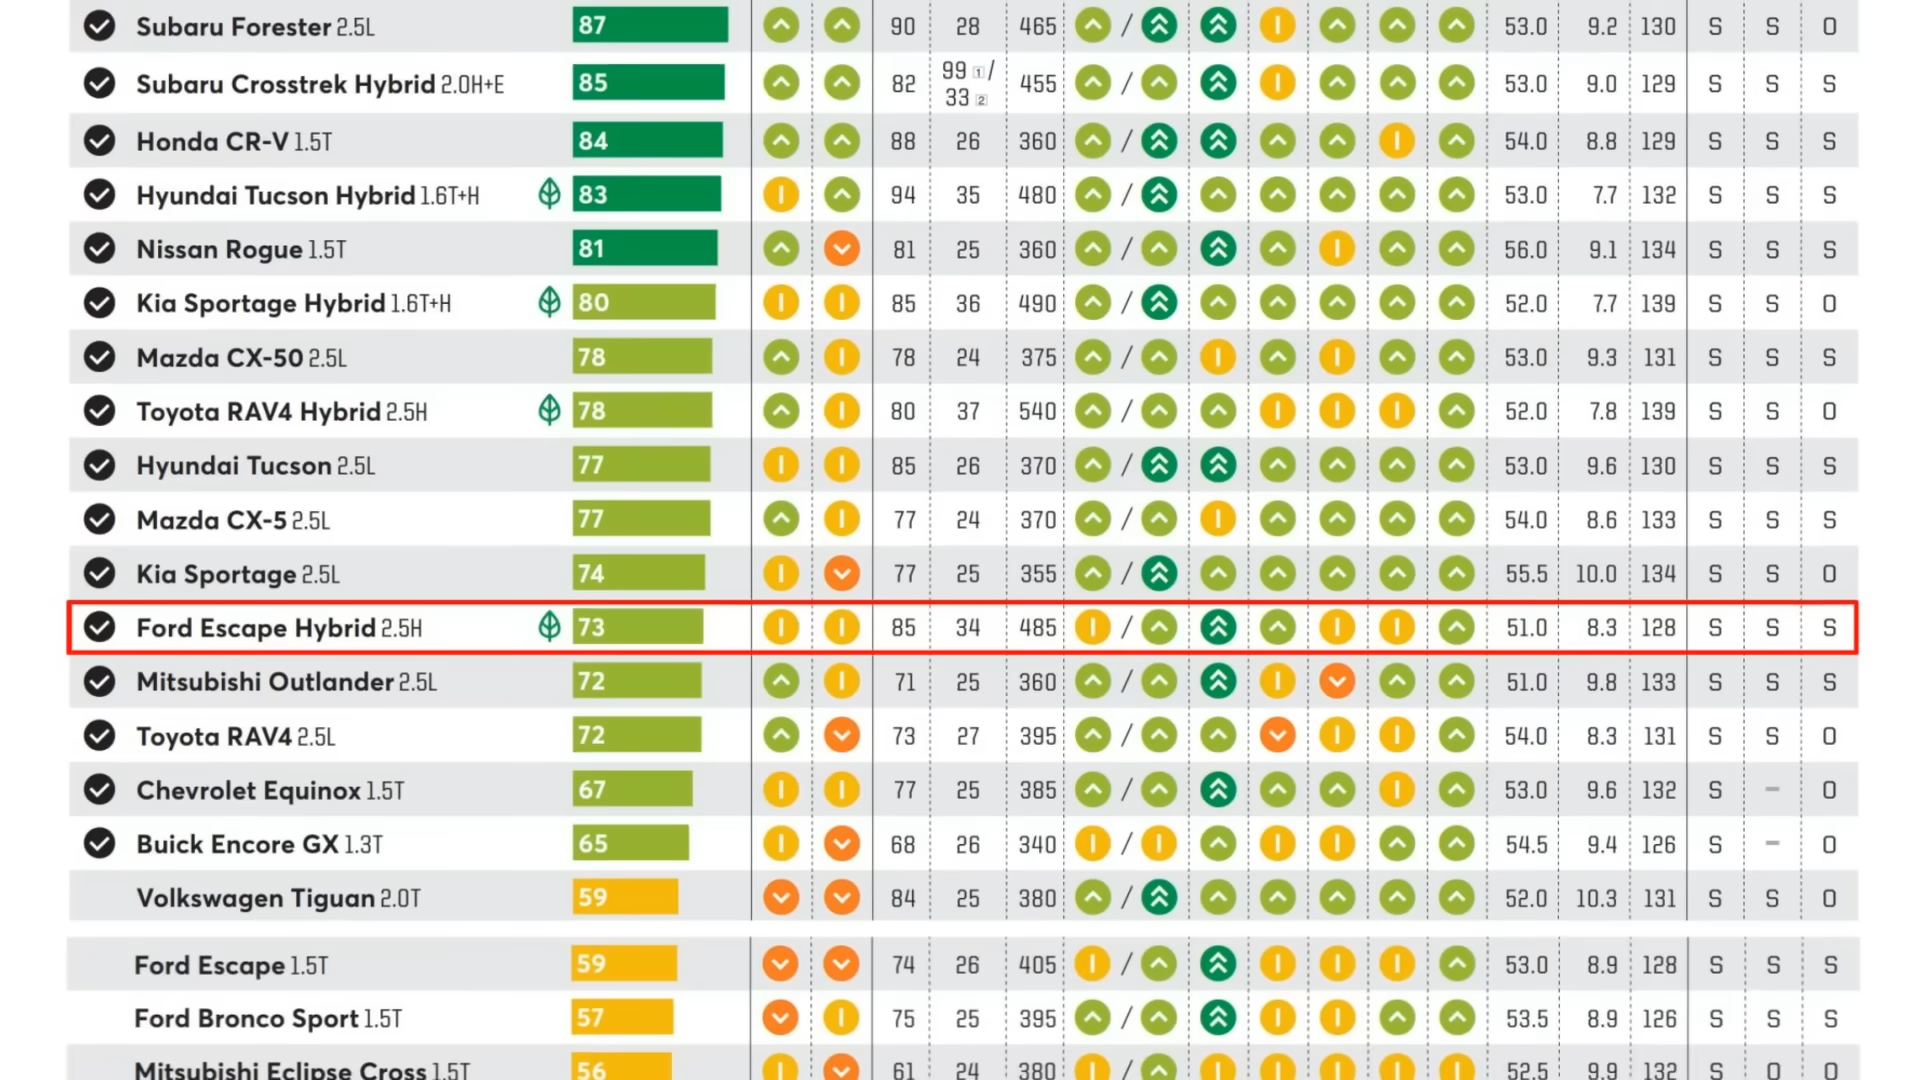 Subaru Forester 2.5L 87 90 28 465 / 53.0 9.2 130 S S O
Subaru Crosstrek Hybrid 2.0H+E 85 82 99 1 / 33 2 455 / 53.0 9.0 129 S S S
Honda CR-V 1.5T 84 88 26 360 / 54.0 8.8 129 S S S
Hyundai Tucson Hybrid 1.6T+H 83 94 35 480 / 53.0 7.7 132 S S S
Nissan Rogue 1.5T 81 81 25 360 / 56.0 9.1 134 S S S
Kia Sportage Hybrid 1.6T+H 80 85 36 490 / 52.0 7.7 139 S S O
Mazda CX-50 2.5L 78 78 24 375 / 53.0 9.3 131 S S S
Toyota RAV4 Hybrid 2.5H 78 80 37 540 / 52.0 7.8 139 S S O
Hyundai Tucson 2.5L 77 85 26 370 / 53.0 9.6 130 S S S
Mazda CX-5 2.5L 77 77 24 370 / 54.0 8.6 133 S S S
Kia Sportage 2.5L 74 77 25 355 / 55.5 10.0 134 S S O
Ford Escape Hybrid 2.5H 73 85 34 485 / 51.0 8.3 128 S S S
Mitsubishi Outlander 2.5L 72 71 25 360 / 51.0 9.8 133 S S S
Toyota RAV4 2.5L 72 73 27 395 / 54.0 8.3 131 S S O
Chevrolet Equinox 1.5T 67 77 25 385 / 53.0 9.6 132 S – O
Buick Encore GX 1.3T 65 68 26 340 / 54.5 9.4 126 S – O
Volkswagen Tiguan 2.0T 59 84 25 380 / 52.0 10.3 131 S S O
Ford Escape 1.5T 59 74 26 405 / 53.0 8.9 128 S S S
Ford Bronco Sport 1.5T 57 75 25 395 / 53.5 8.9 126 S S S
Mitsubishi Eclipse Cross 1.5T 56 61 24 380 / 52.5 9.9 132 S O O